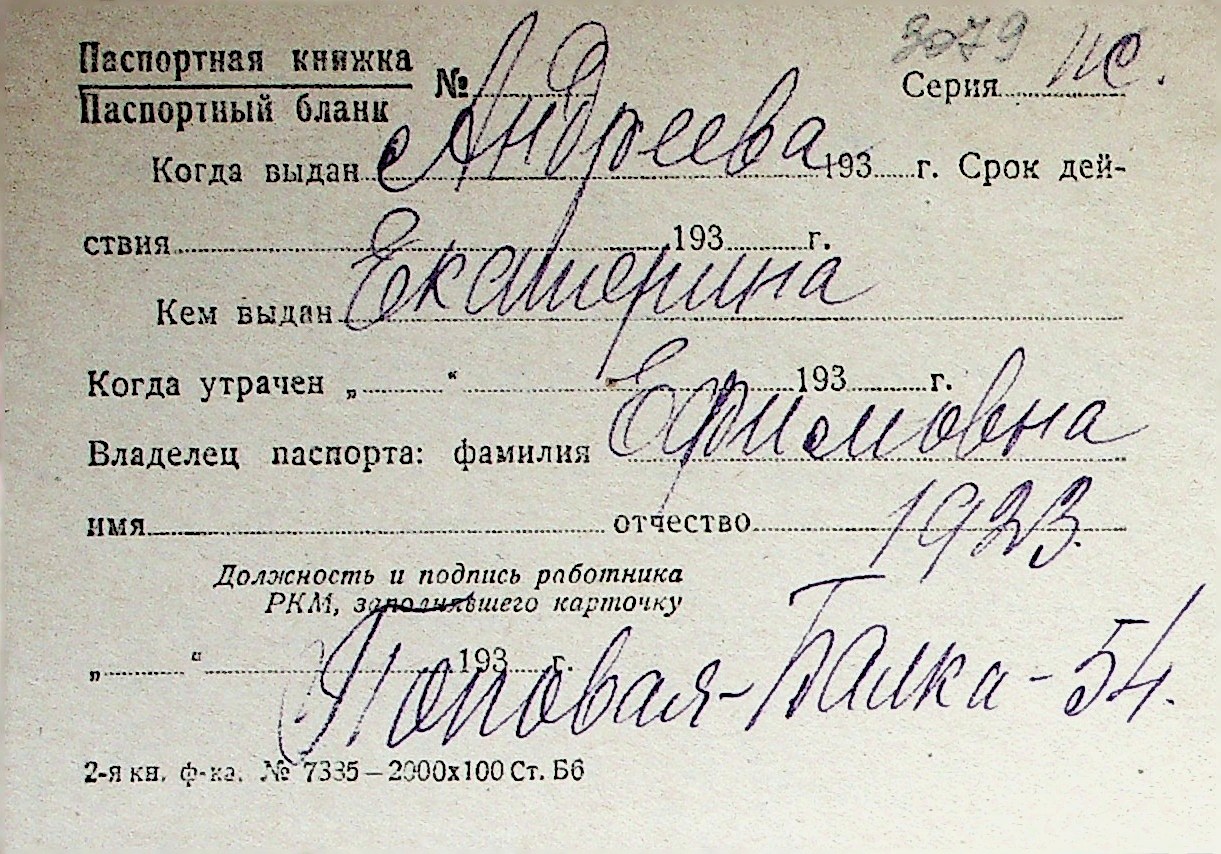 3079
Паспортная книжка
Паспортный бланк
№ Серия ПС.
Андреева
Когда выдан 193 г. Срок дей-
ствия 193 г.
Екатерина
Кем выдан
Когда утрачен „ “ 193 г.
Ефимовна
Владелец паспорта: фамилия
имя отчество
1923.
Должность и подпись работника
РКМ, заполнявшего карточку
„ “ 193 г.
Поповая-Балка-54.
2-я кн. ф-ка. № 7335—2000х100 Ст. Бб